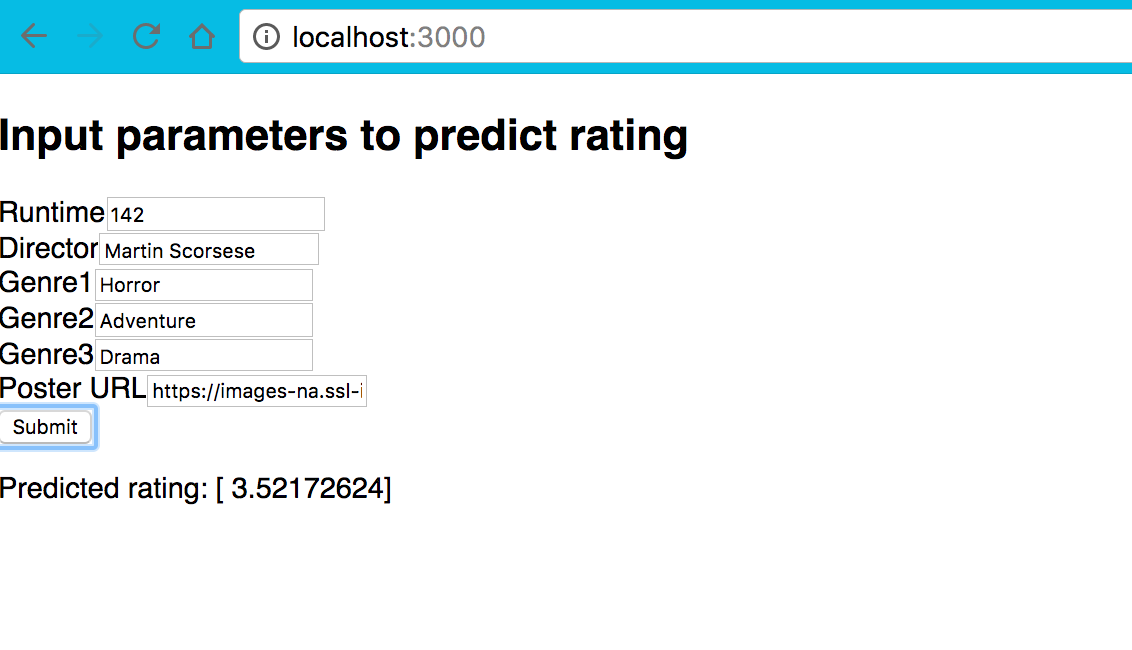 localhost:3000
Input parameters to predict rating
Runtime 142
Director Martin Scorsese
Genre1 Horror
Genre2 Adventure
Genre3 Drama
Poster URL https://images-na.ssl-i
Submit
Predicted rating: [ 3.52172624]